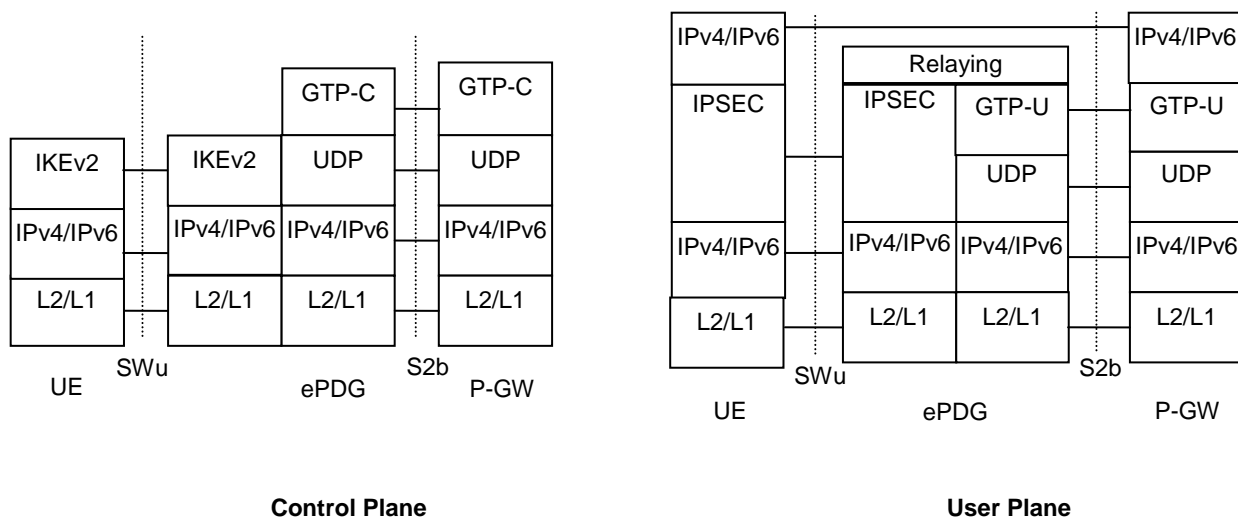 GTP-C
GTP-C
IKEv2
IKEv2
UDP
UDP
IPv4/IPv6
IPv4/IPv6
IPv4/IPv6
IPv4/IPv6
L2/L1
L2/L1
L2/L1
L2/L1
SWu
S2b
UE
ePDG
P-GW
Control Plane
IPv4/IPv6
IPv4/IPv6
Relaying
IPSEC
IPSEC
GTP-U
GTP-U
UDP
UDP
IPv4/IPv6
IPv4/IPv6
IPv4/IPv6
IPv4/IPv6
L2/L1
L2/L1
L2/L1
L2/L1
SWu
S2b
UE
ePDG
P-GW
User Plane